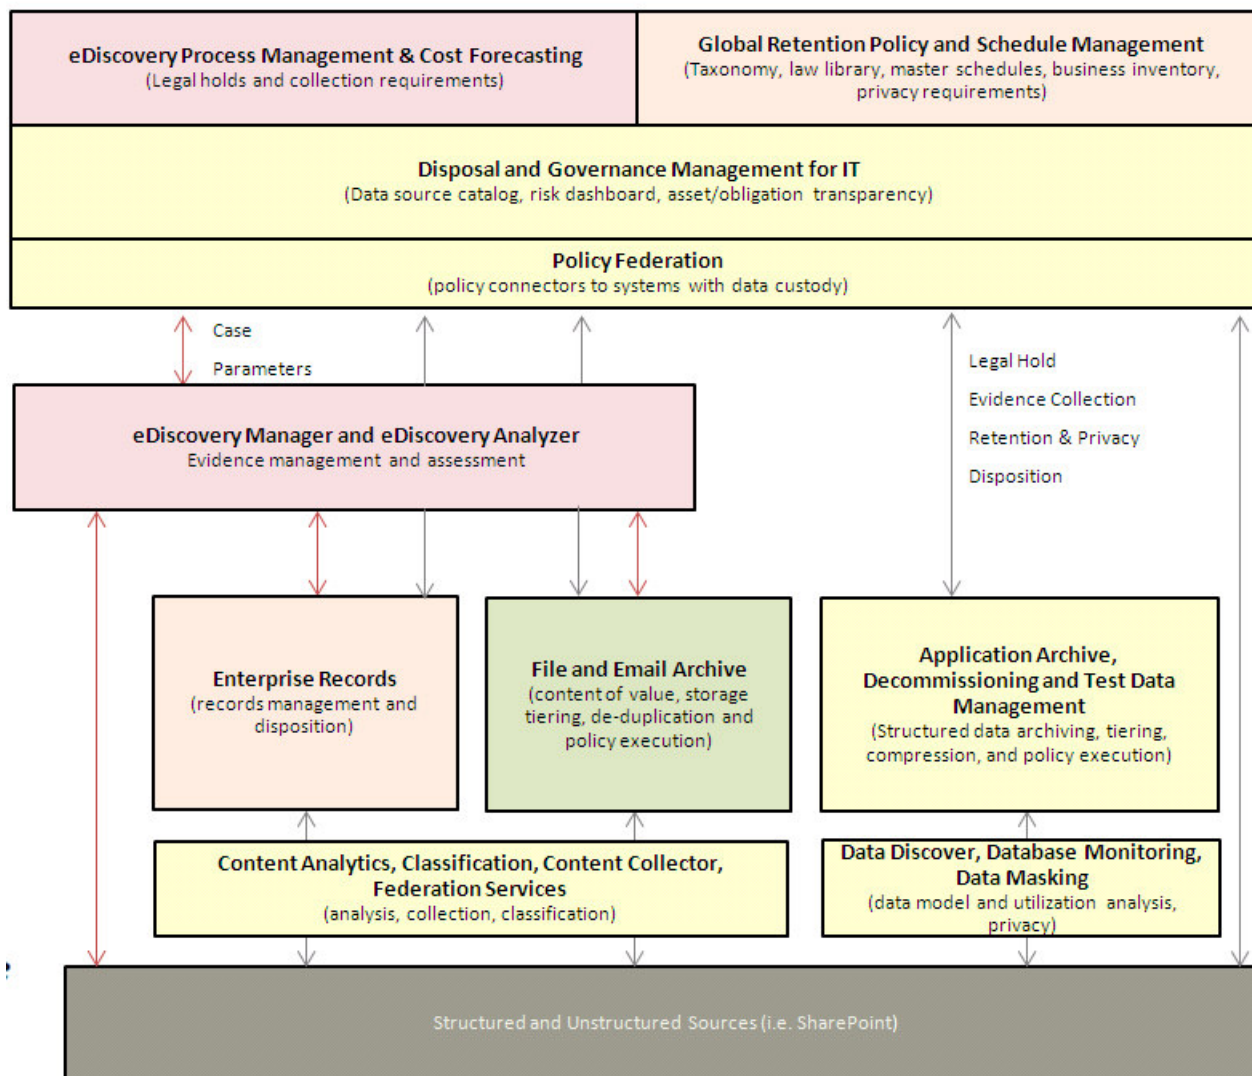 eDiscovery Process Management & Cost Forecasting
(Legal holds and collection requirements)
Global Retention Policy and Schedule Management
(Taxonomy, law library, master schedules, business inventory,
privacy requirements)
Disposal and Governance Management for IT
(Data source catalog, risk dashboard, asset/obligation transparency)
Policy Federation
(policy connectors to systems with data custody)
Case
Parameters
Legal Hold
Evidence Collection
Retention & Privacy
Disposition
eDiscovery Manager and eDiscovery Analyzer
Evidence management and assessment
Enterprise Records
(records management and
disposition)
File and Email Archive
(content of value, storage
tiering, de-duplication and
policy execution)
Application Archive,
Decommissioning and Test Data
Management
(Structured data archiving, tiering,
compression, and policy execution)
Content Analytics, Classification, Content Collector,
Federation Services
(analysis, collection, classification)
Data Discover, Database Monitoring,
Data Masking
(data model and utilization analysis,
privacy)
Structured and Unstructured Sources (i.e. SharePoint)